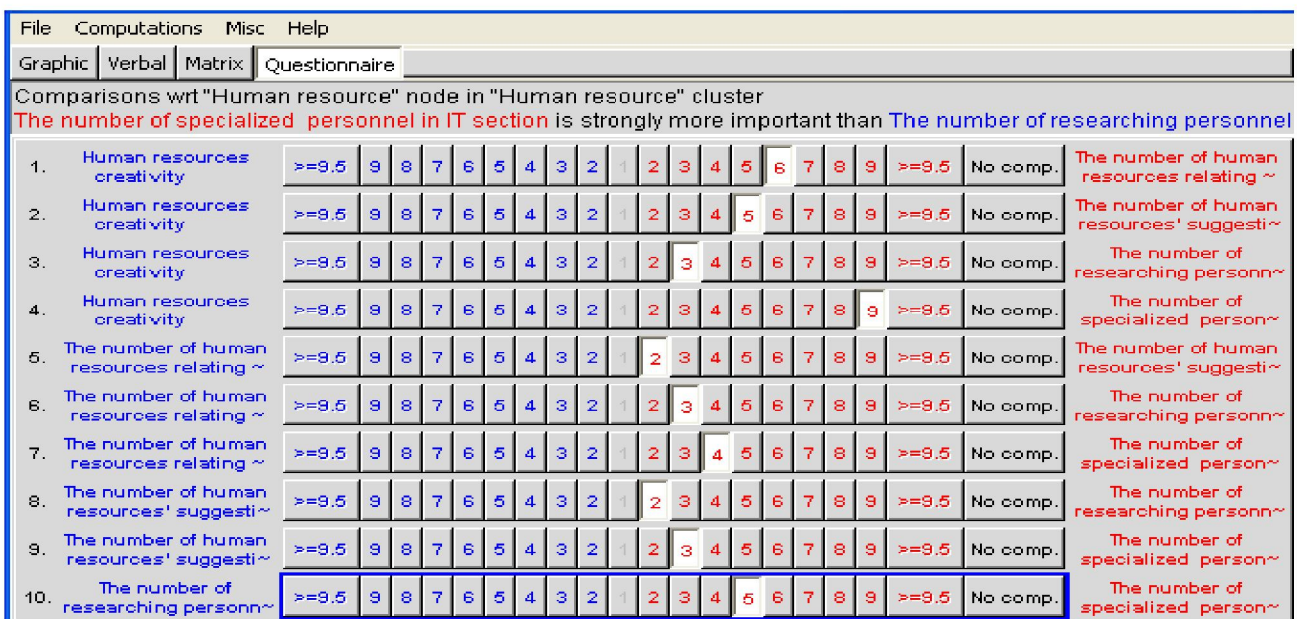 File Computations Misc Help
Graphic Verbal Matrix Questionnaire
Comparisons wrt "Human resource" node in "Human resource" cluster
The number of specialized personnel in IT section is strongly more important than The number of researching personnel
1. Human resources creativity >=9.5 9 8 7 6 5 4 3 2 1 2 3 4 5 6 7 8 9 >=9.5 No comp. The number of human resources relating ~
2. Human resources creativity >=9.5 9 8 7 6 5 4 3 2 1 2 3 4 5 6 7 8 9 >=9.5 No comp. The number of human resources' suggesti~
3. Human resources creativity >=9.5 9 8 7 6 5 4 3 2 1 2 3 4 5 6 7 8 9 >=9.5 No comp. The number of researching personn~
4. Human resources creativity >=9.5 9 8 7 6 5 4 3 2 1 2 3 4 5 6 7 8 9 >=9.5 No comp. The number of specialized person~
5. The number of human resources relating ~ >=9.5 9 8 7 6 5 4 3 2 1 2 3 4 5 6 7 8 9 >=9.5 No comp. The number of human resources' suggesti~
6. The number of human resources relating ~ >=9.5 9 8 7 6 5 4 3 2 1 2 3 4 5 6 7 8 9 >=9.5 No comp. The number of researching personn~
7. The number of human resources relating ~ >=9.5 9 8 7 6 5 4 3 2 1 2 3 4 5 6 7 8 9 >=9.5 No comp. The number of specialized person~
8. The number of human resources' suggesti~ >=9.5 9 8 7 6 5 4 3 2 1 2 3 4 5 6 7 8 9 >=9.5 No comp. The number of researching personn~
9. The number of human resources' suggesti~ >=9.5 9 8 7 6 5 4 3 2 1 2 3 4 5 6 7 8 9 >=9.5 No comp. The number of specialized person~
10. The number of researching personn~ >=9.5 9 8 7 6 5 4 3 2 1 2 3 4 5 6 7 8 9 >=9.5 No comp. The number of specialized person~